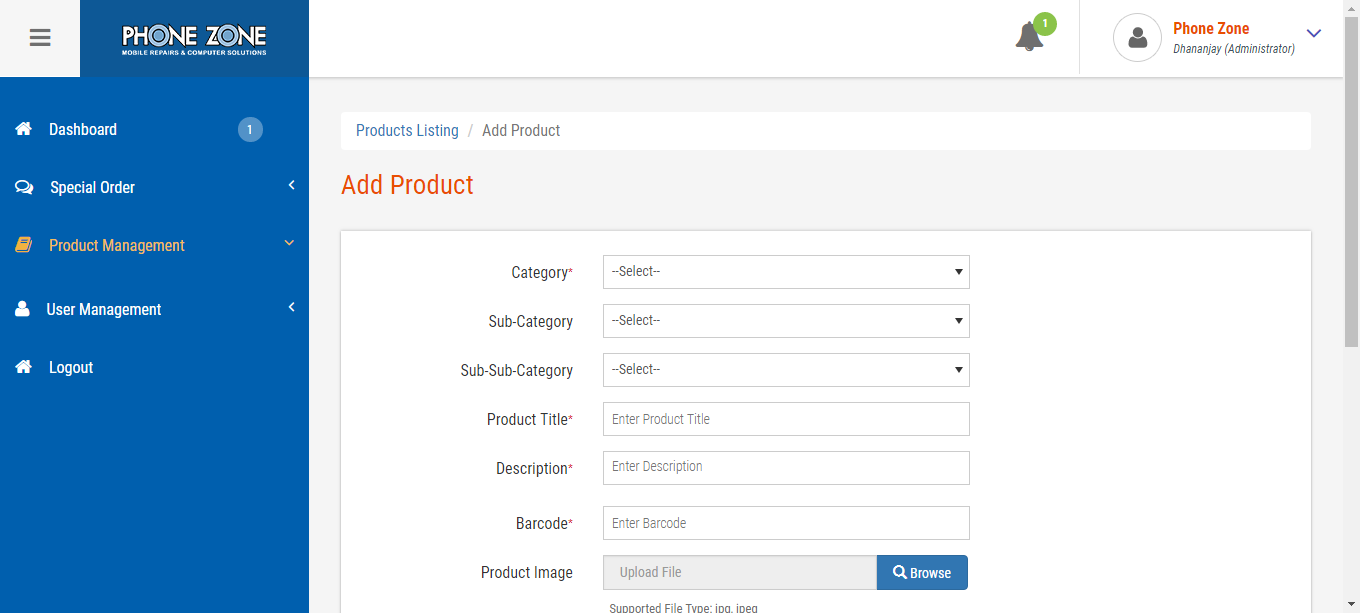 PHONE ZONE
MOBILE REPAIRS & COMPUTER SOLUTIONS
1
Phone Zone
Dhananjay (Administrator)
Dashboard
1
Special Order
Product Management
User Management
Logout
Products Listing / Add Product
Add Product
Category*
--Select--
Sub-Category
--Select--
Sub-Sub-Category
--Select--
Product Title*
Enter Product Title
Description*
Enter Description
Barcode*
Enter Barcode
Product Image
Upload File
Browse
Supported File Type: jpg, jpeg